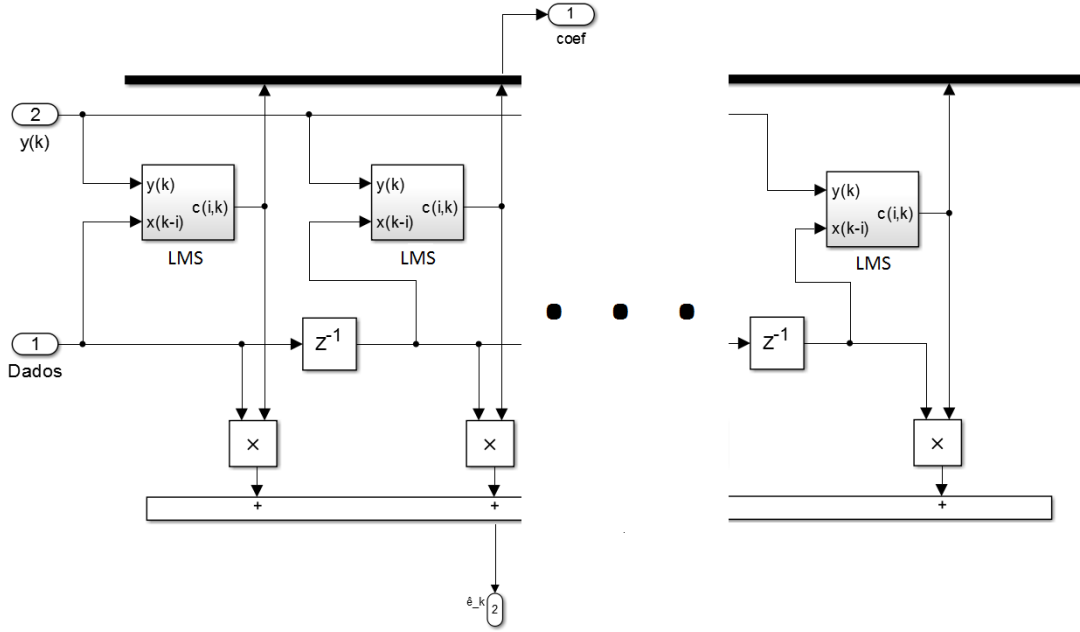 1
coef
2
y(k)
y(k)
x(k-i)
c(i,k)
LMS
y(k)
x(k-i)
c(i,k)
LMS
y(k)
x(k-i)
c(i,k)
LMS
1
Dados
z⁻¹
z⁻¹
×
×
×
+
+
+
ê_k
2